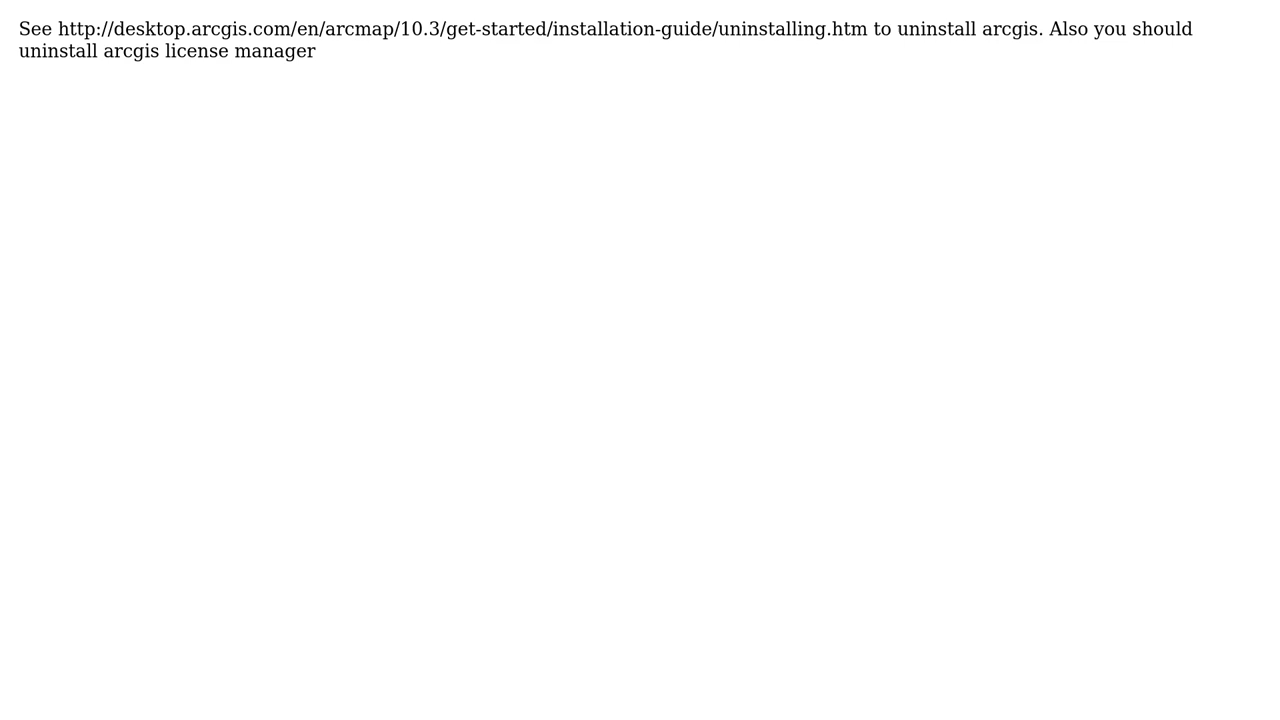 See http://desktop.arcgis.com/en/arcmap/10.3/get-started/installation-guide/uninstalling.htm to uninstall arcgis. Also you should
uninstall arcgis license manager